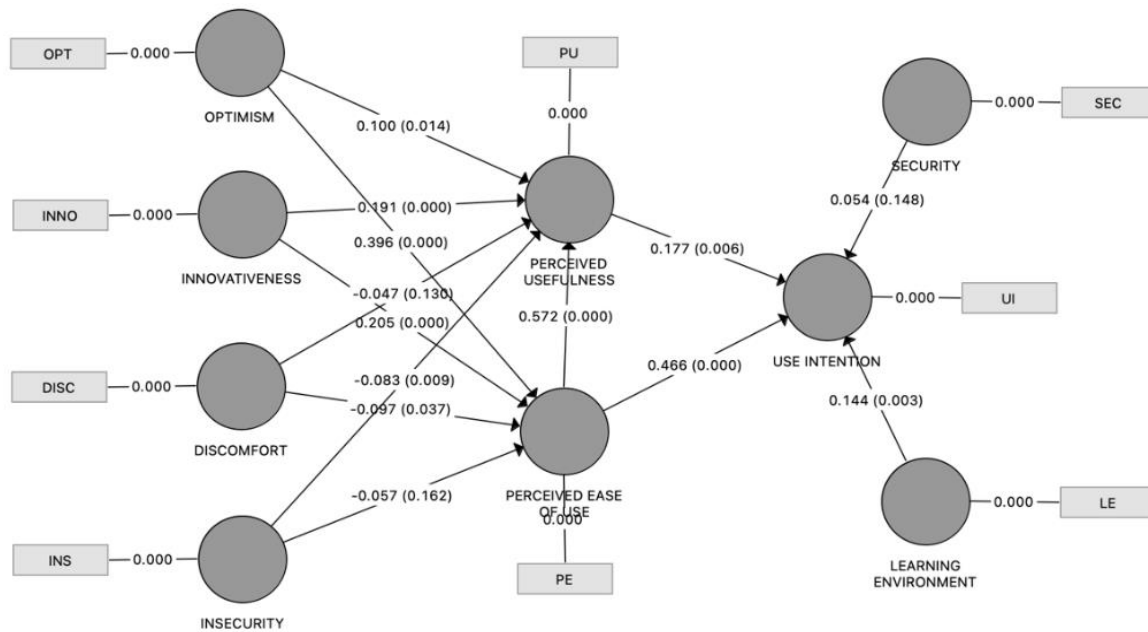 OPT
0.000
OPTIMISM
PU
0.000
0.100 (0.014)
SEC
0.000
SECURITY
INNO
0.000
INNOVATIVENESS
0.191 (0.000)
0.396 (0.000)
PERCEIVED
USEFULNESS
0.054 (0.148)
0.177 (0.006)
-0.047 (0.130)
0.205 (0.000)
0.572 (0.000)
UI
0.000
USE INTENTION
DISC
0.000
DISCOMFORT
-0.083 (0.009)
-0.097 (0.037)
0.466 (0.000)
0.144 (0.003)
-0.057 (0.162)
PERCEIVED EASE
OF USE
0.000
PE
LE
0.000
LEARNING
ENVIRONMENT
INS
0.000
INSECURITY